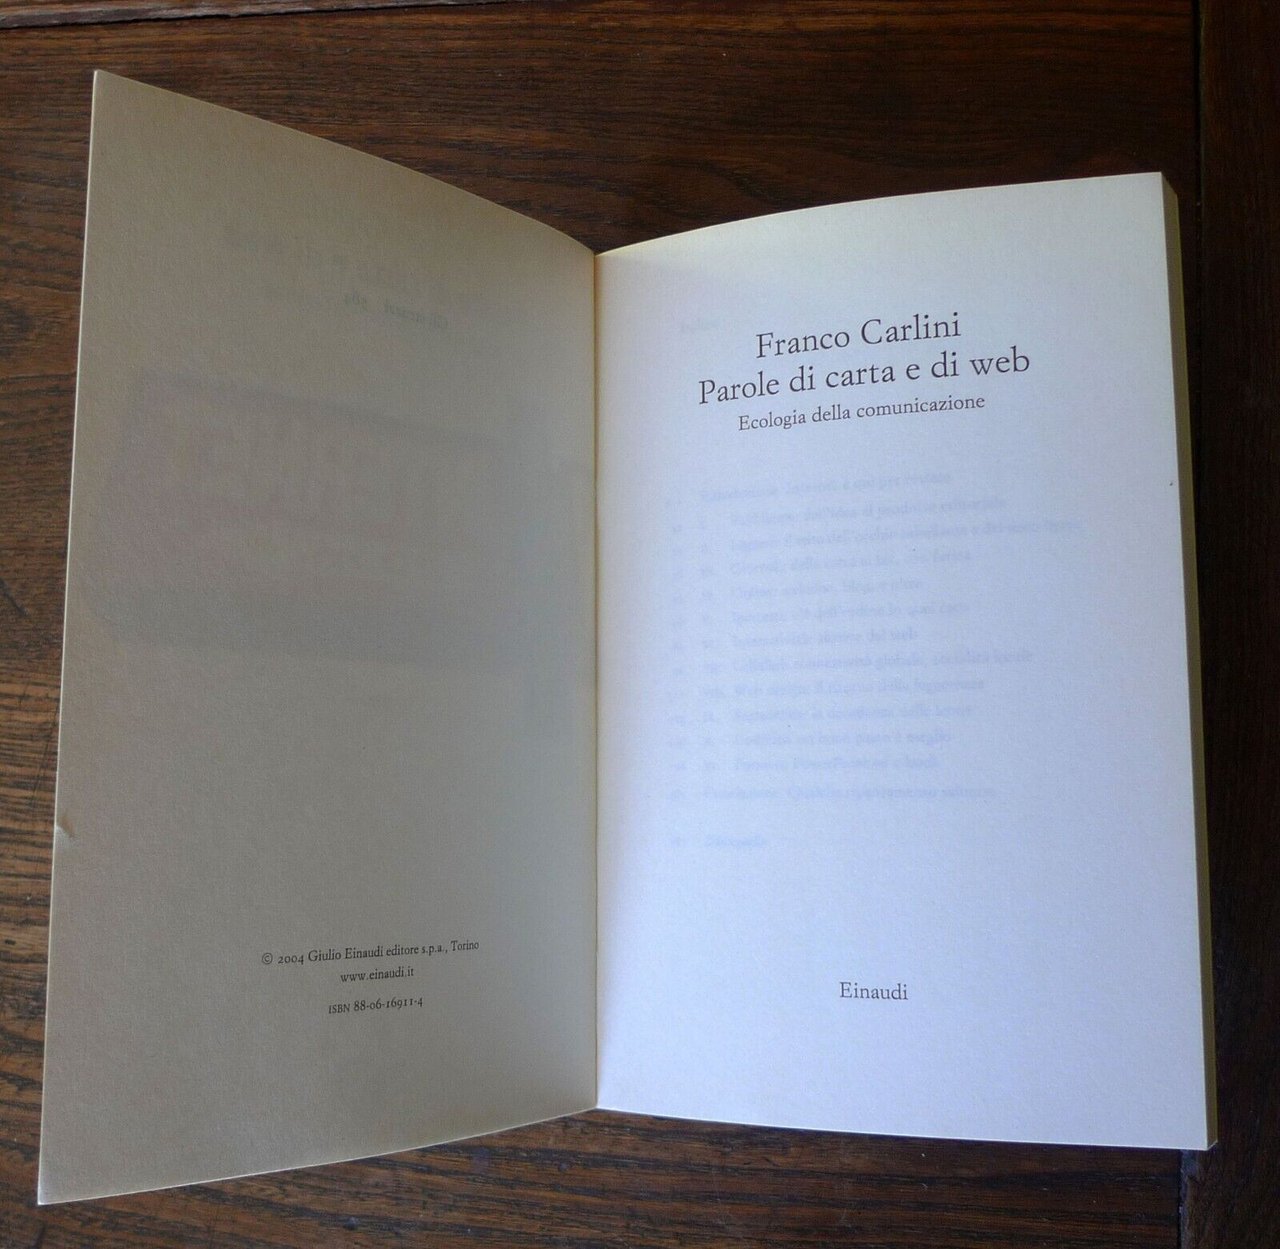 © 2004 Giulio Einaudi editore s.p.a., Torino
www.einaudi.it
ISBN 88-06-16911-4
Franco Carlini
Parole di carta e di web
Ecologia della comunicazione
Einaudi